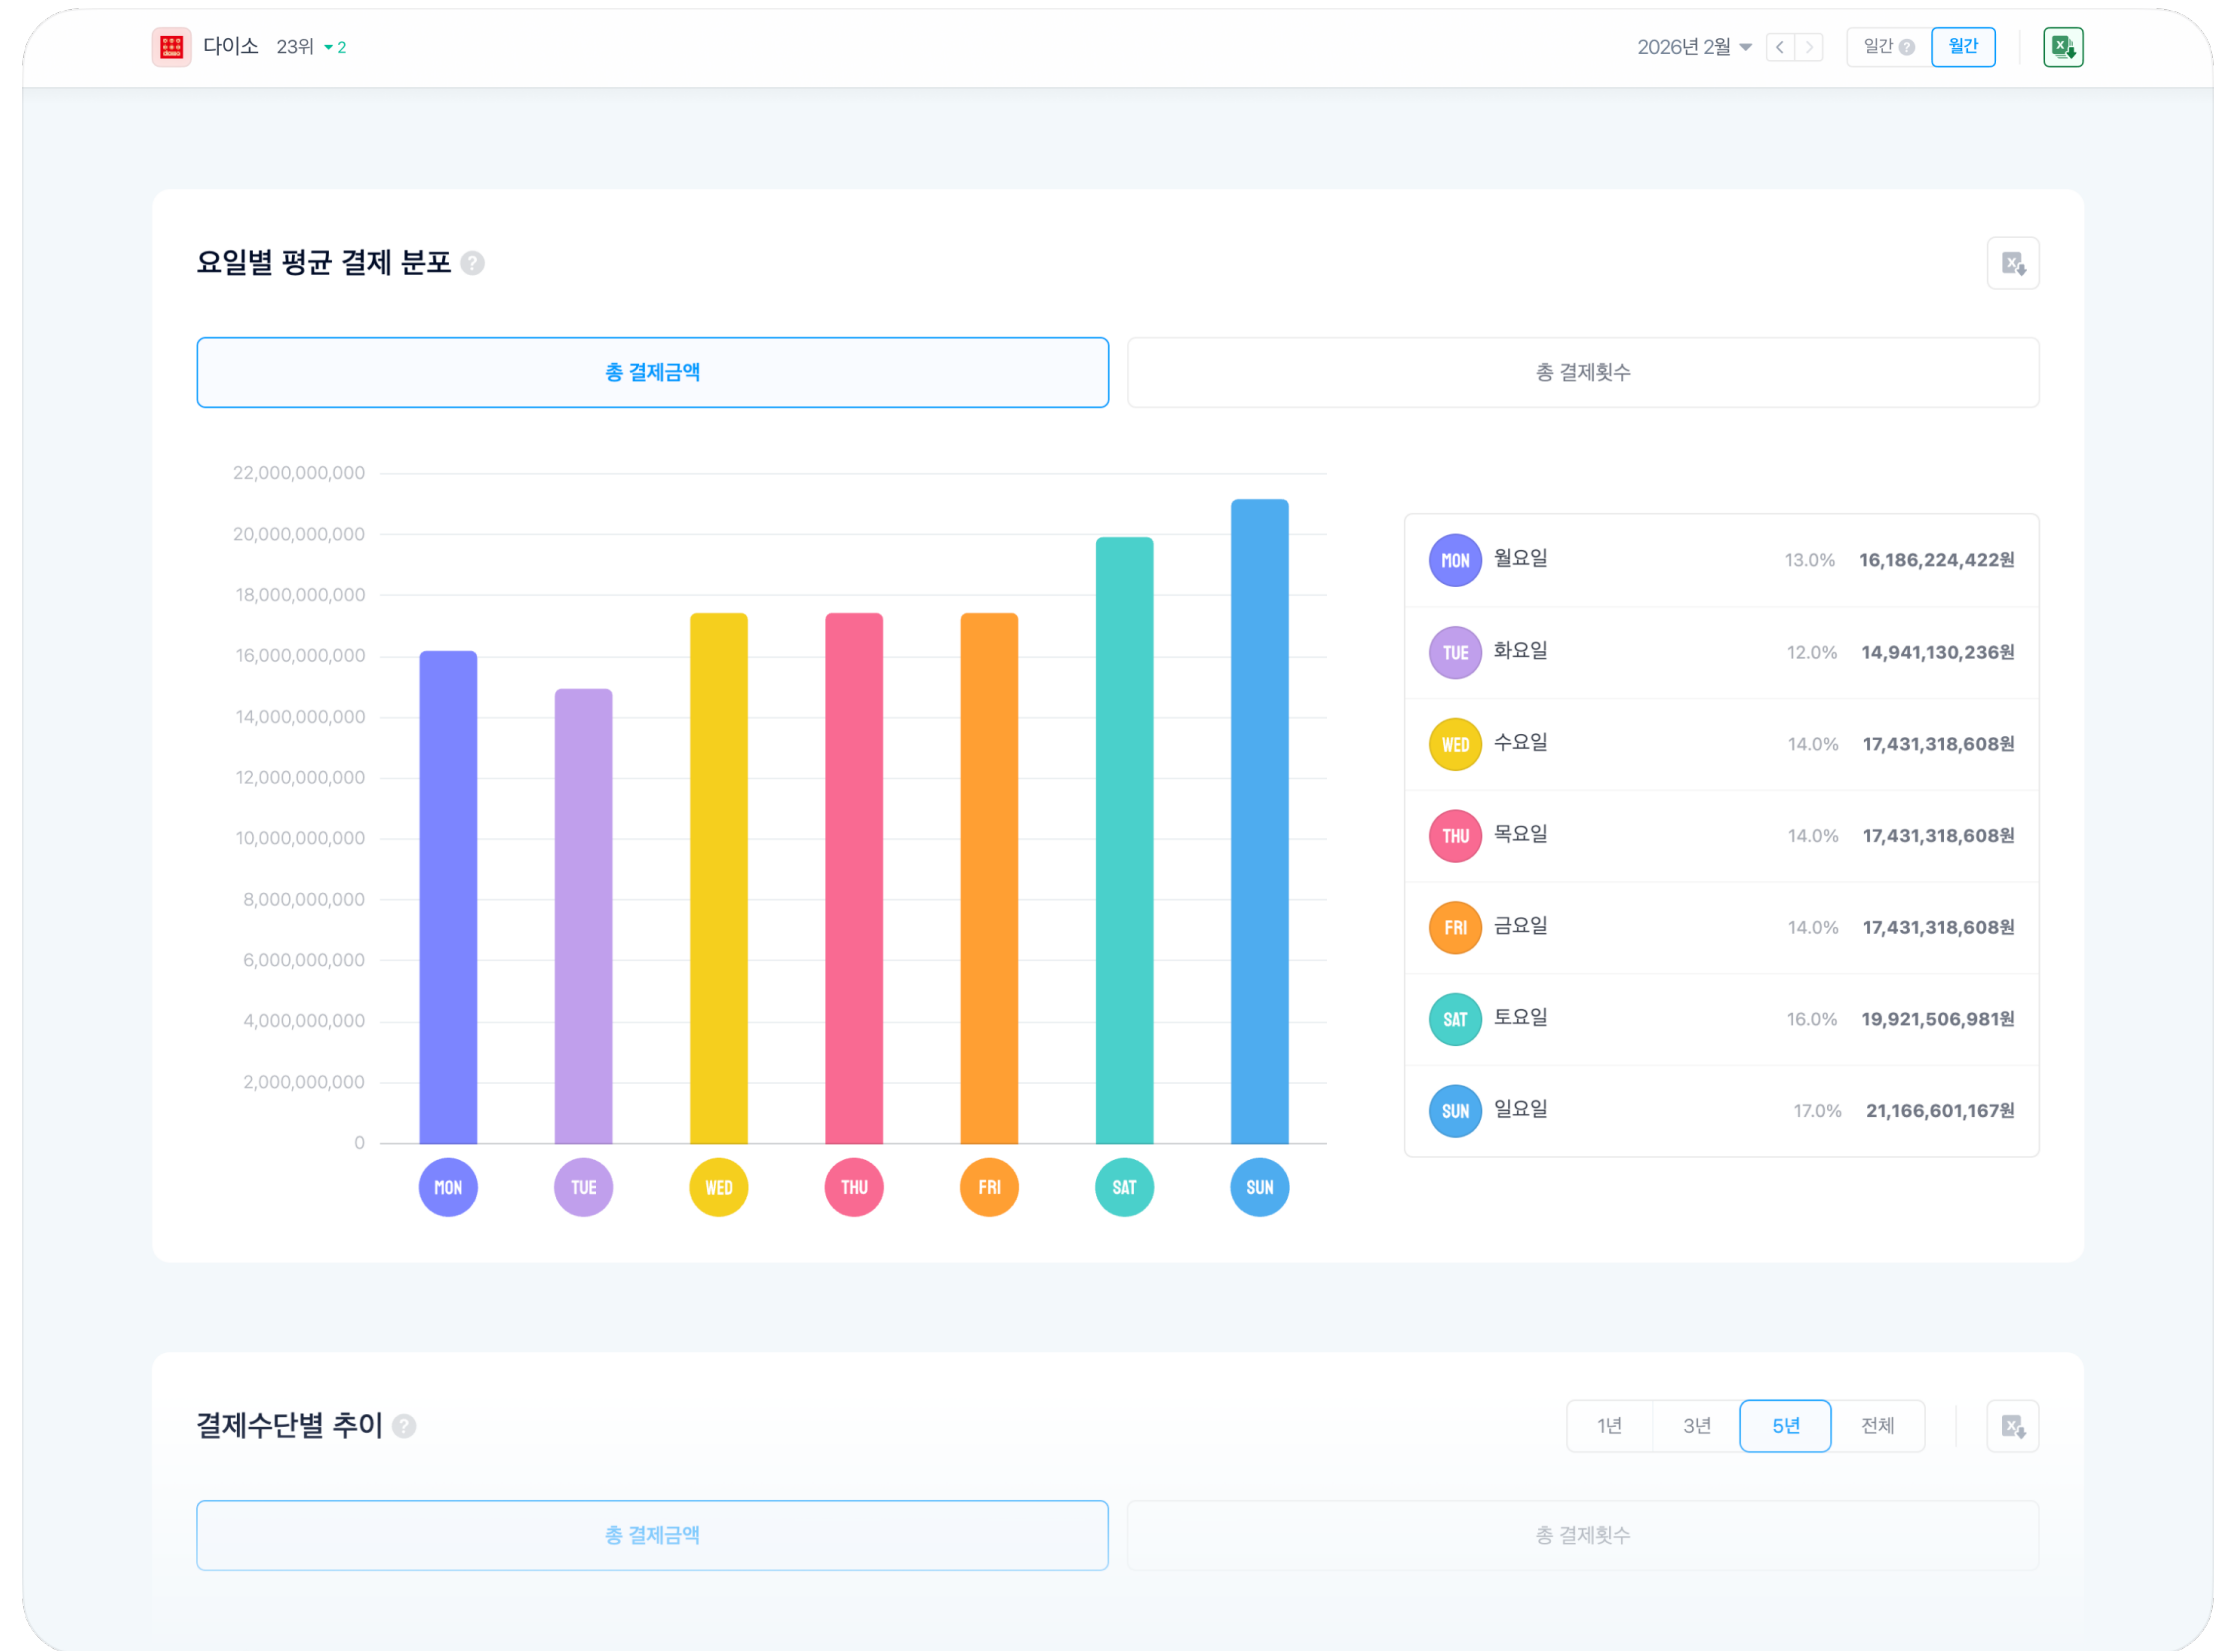 다이소 23위 2
2026년 2월 일간 ? 월간
요일별 평균 결제 분포 ?
총 결제금액
총 결제횟수
22,000,000,000
20,000,000,000
18,000,000,000
16,000,000,000
14,000,000,000
12,000,000,000
10,000,000,000
8,000,000,000
6,000,000,000
4,000,000,000
2,000,000,000
0
MON TUE WED THU FRI SAT SUN
MON 월요일 13.0% 16,186,224,422원
TUE 화요일 12.0% 14,941,130,236원
WED 수요일 14.0% 17,431,318,608원
THU 목요일 14.0% 17,431,318,608원
FRI 금요일 14.0% 17,431,318,608원
SAT 토요일 16.0% 19,921,506,981원
SUN 일요일 17.0% 21,166,601,167원
결제수단별 추이 ?
1년 3년 5년 전체
총 결제금액
총 결제횟수